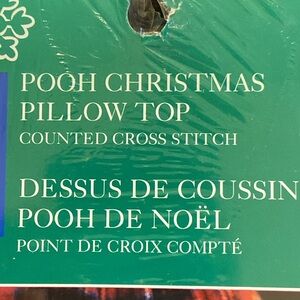 POOH CHRISTMAS
PILLOW TOP
COUNTED CROSS STITCH
DESSUS DE COUSSIN
POOH DE NOËL
POINT DE CROIX COMPTÉ